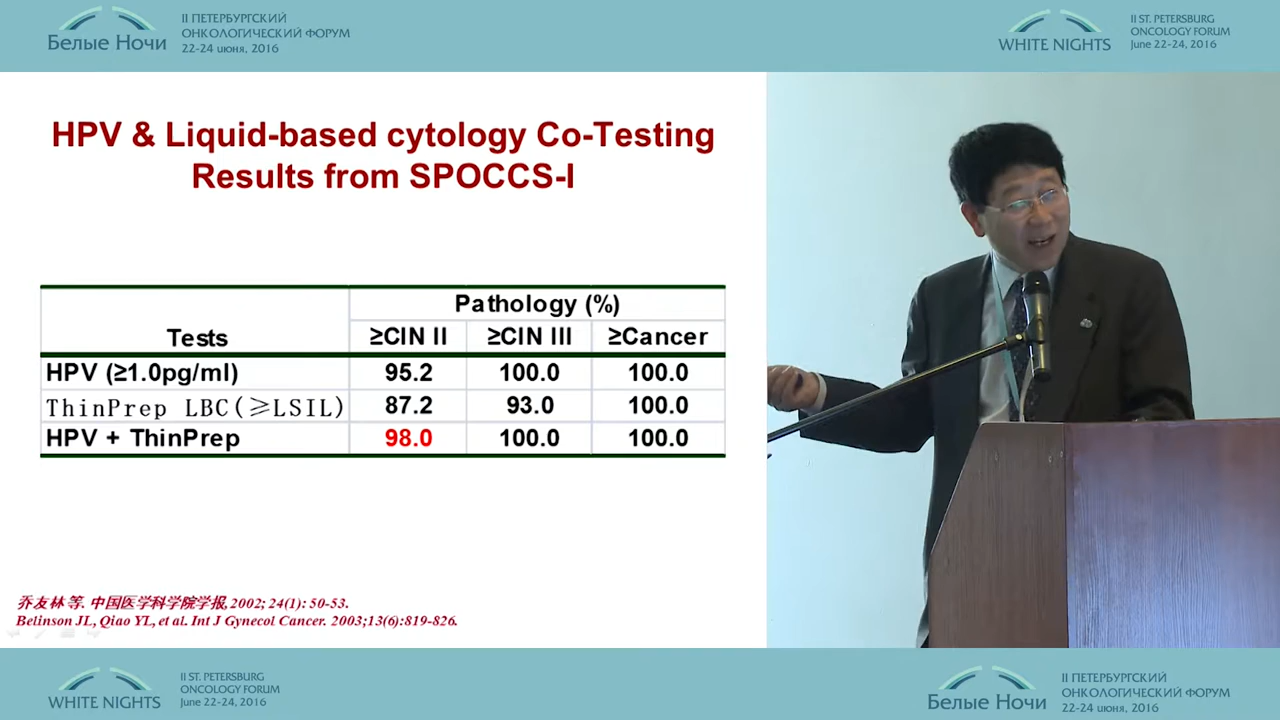 Белые Ночи
II ПЕТЕРБУРГСКИЙ
ОНКОЛОГИЧЕСКИЙ ФОРУМ
22-24 июня, 2016
WHITE NIGHTS
II ST. PETERSBURG
ONCOLOGY FORUM
June 22-24, 2016
HPV & Liquid-based cytology Co-Testing
Results from SPOCCS-I
Tests
Pathology (%)
≥CIN II ≥CIN III ≥Cancer
HPV (≥1.0pg/ml) 95.2 100.0 100.0
ThinPrep LBC(≥LSIL) 87.2 93.0 100.0
HPV + ThinPrep 98.0 100.0 100.0
乔友林 等. 中国医学科学院学报, 2002; 24(1): 50-53.
Belinson JL, Qiao YL, et al. Int J Gynecol Cancer. 2003;13(6):819-826.
WHITE NIGHTS
II ST. PETERSBURG
ONCOLOGY FORUM
June 22-24, 2016
Белые Ночи
II ПЕТЕРБУРГСКИЙ
ОНКОЛОГИЧЕСКИЙ ФОРУМ
22-24 июня, 2016